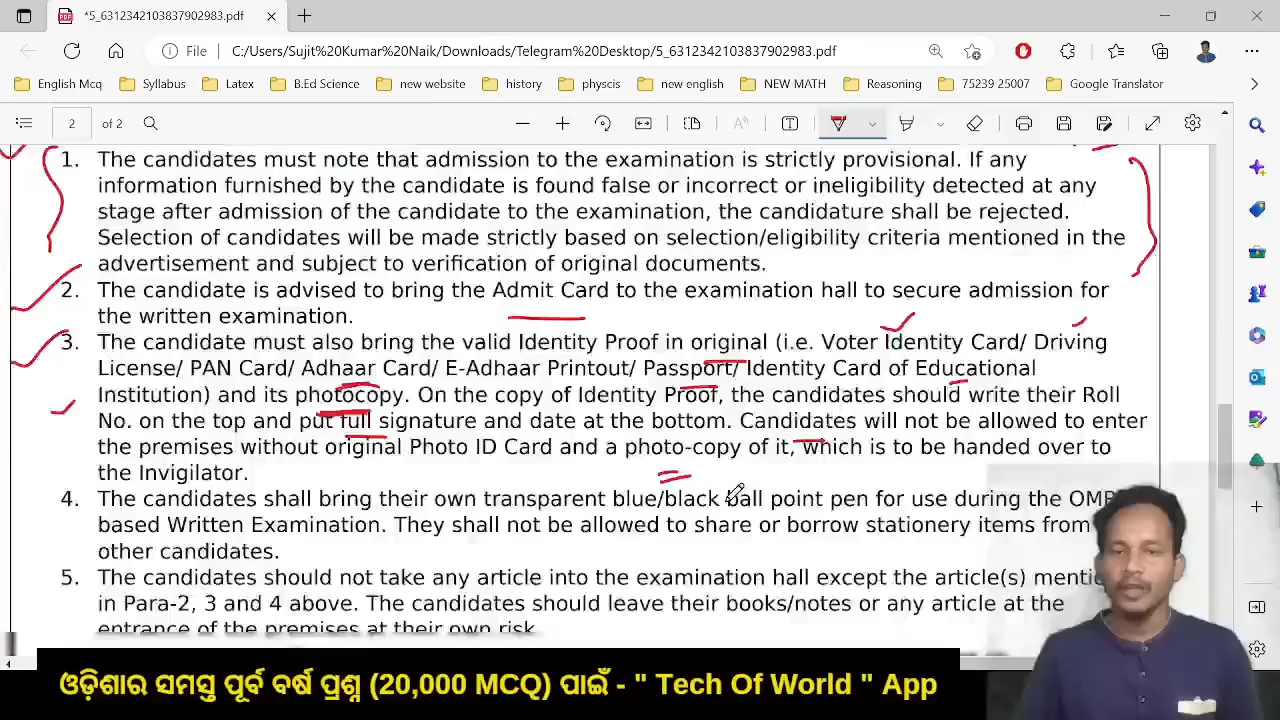 *5_6312342103837902983.pdf
File C:/Users/Sujit%20Kumar%20Naik/Downloads/Telegram%20Desktop/5_6312342103837902983.pdf
English Mcq Syllabus Latex B.Ed Science new website history physcis new english NEW MATH Reasoning 75239 25007 Google Translator
2 of 2
1. The candidates must note that admission to the examination is strictly provisional. If any
information furnished by the candidate is found false or incorrect or ineligibility detected at any
stage after admission of the candidate to the examination, the candidature shall be rejected.
Selection of candidates will be made strictly based on selection/eligibility criteria mentioned in the
advertisement and subject to verification of original documents.
2. The candidate is advised to bring the Admit Card to the examination hall to secure admission for
the written examination.
3. The candidate must also bring the valid Identity Proof in original (i.e. Voter Identity Card/ Driving
License/ PAN Card/ Adhaar Card/ E-Adhaar Printout/ Passport/ Identity Card of Educational
Institution) and its photocopy. On the copy of Identity Proof, the candidates should write their Roll
No. on the top and put full signature and date at the bottom. Candidates will not be allowed to enter
the premises without original Photo ID Card and a photo-copy of it, which is to be handed over to
the Invigilator.
4. The candidates shall bring their own transparent blue/black ball point pen for use during the OMR
based Written Examination. They shall not be allowed to share or borrow stationery items from
other candidates.
5. The candidates should not take any article into the examination hall except the article(s)
in Para-2, 3 and 4 above. The candidates should leave their books/notes or any article at the
entrance of the premises at their own risk.
ଓଡ଼ିଶାର ସମସ୍ତ ପୂର୍ବ ବର୍ଷ ପ୍ରଶ୍ନ (20,000 MCQ) ପାଇଁ - " Tech Of World " App